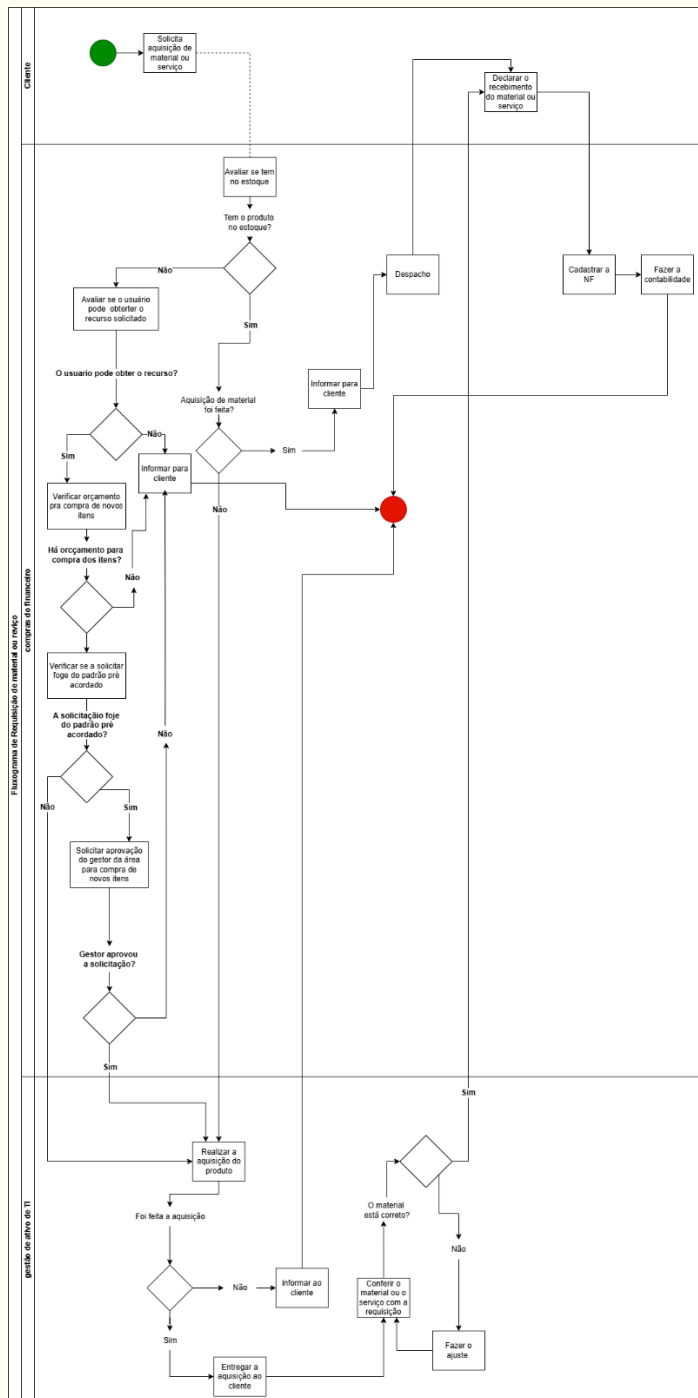 Fluxograma de Requisição de material ou reviço
Cliente
Solicita
aquisição de
material ou
serviço
Declarar o
recebimento
do material ou
serviço
compras do financeiro
Avaliar se tem
no estoque
Tem o produto
no estoque?
Não
Sim
Avaliar se o usuário
pode obterter o
recurso solicitado
Despacho
Cadastrar a
NF
Fazer a
contabilidade
O usuario pode obter o recurso?
Aquisição de material
foi feita?
Informar para
cliente
Sim
Não
Sim
Não
Informar para
cliente
Verificar orçamento
pra compra de novos
itens
Há orcçamento para
compra dos itens?
Não
Verificar se a solicitar
foge do padrão pré
acordado
A solicitaçãio foje
do padrão pré
acordado?
Não
Não
Sim
Solicitar aprovação
do gestor da área
para compra de
novos itens
Gestor aprovou
a solicitação?
Sim
gestão de ativo de TI
Sim
Realizar a
aquisição do
produto
Foi feita a aquisição
O material
está correto?
Não
Não
informar ao
cliente
Conferir o
material ou o
serviço com a
requisição
Sim
Entregar a
aquisição ao
cliente
Fazer o
ajuste